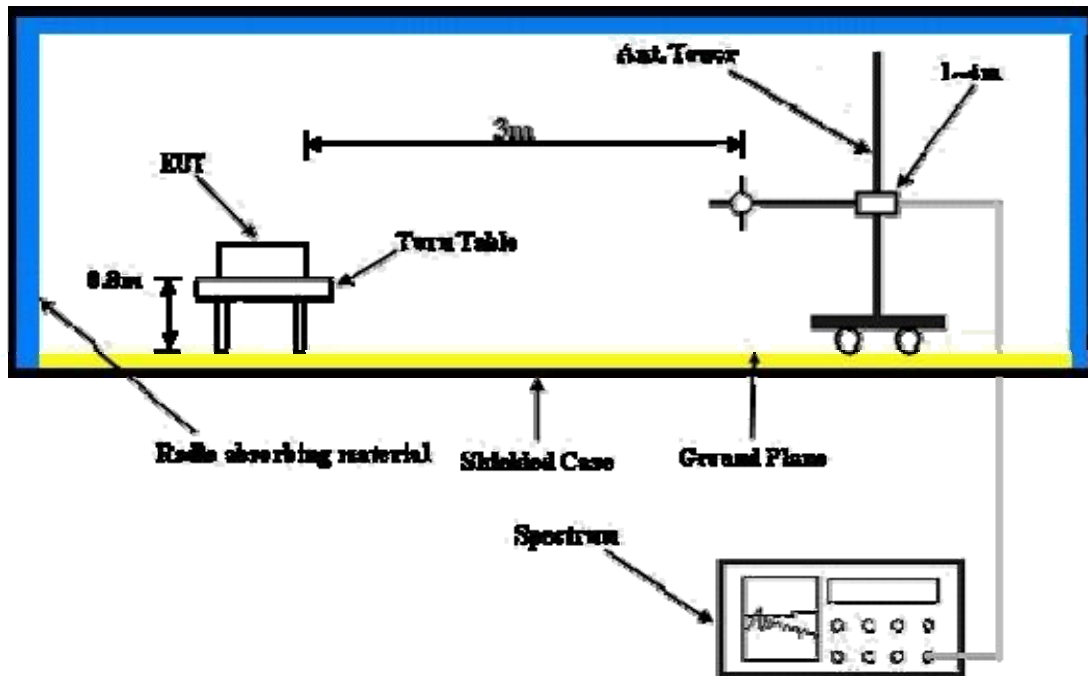 Ant. Tower
1-4m
3m
EUT
Turn Table
0.8m
Radio absorbing material
Shielded Case
Ground Plane
Spectrum